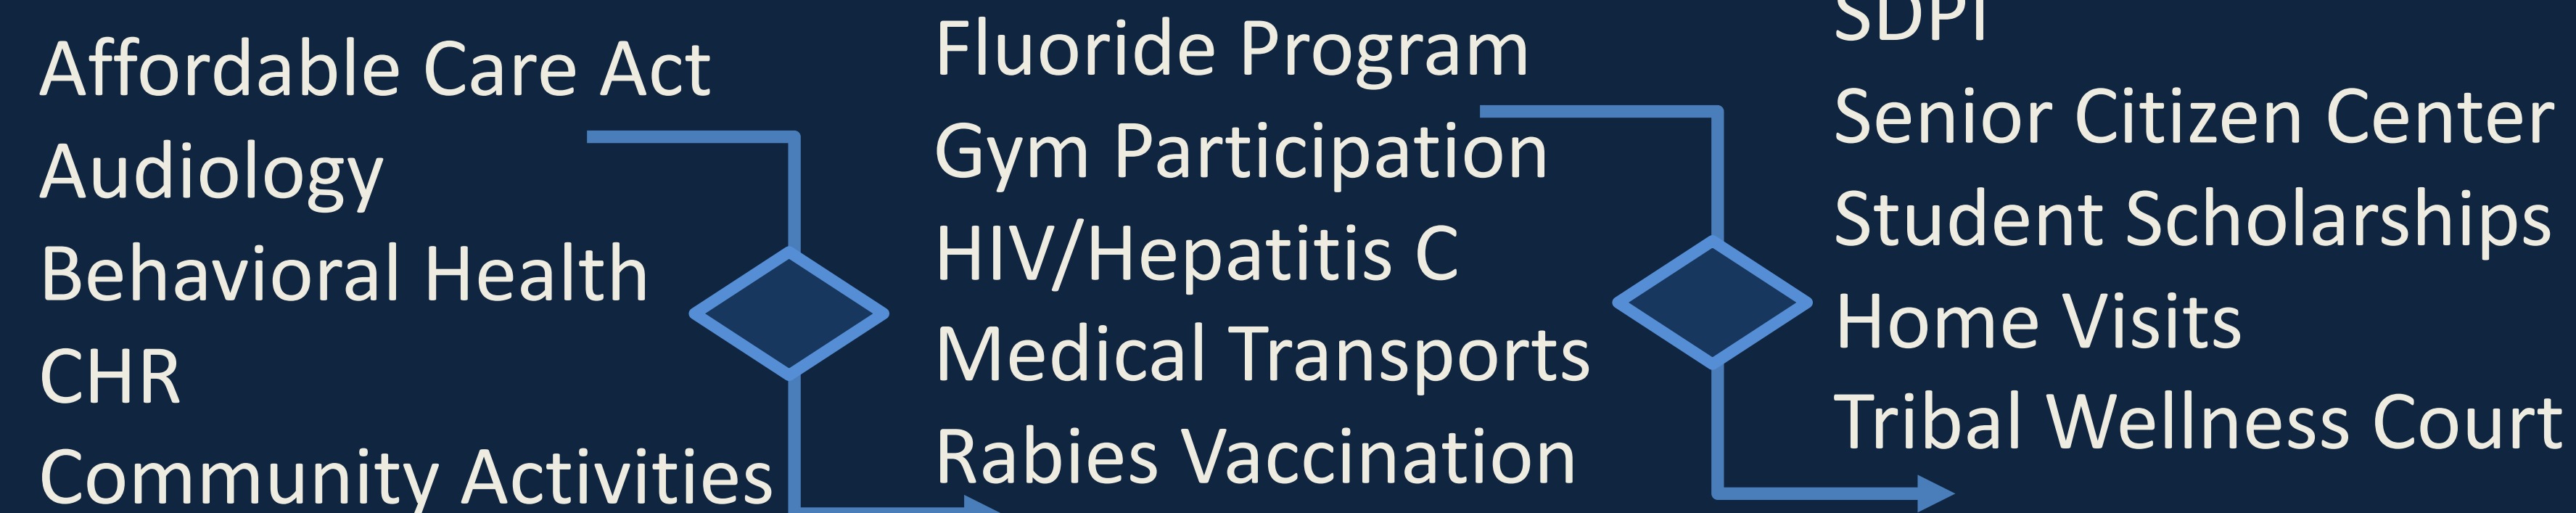 Affordable Care Act
Audiology
Behavioral Health
CHR
Community Activities
Fluoride Program
Gym Participation
HIV/Hepatitis C
Medical Transports
Rabies Vaccination
SDPI
Senior Citizen Center
Student Scholarships
Home Visits
Tribal Wellness Court